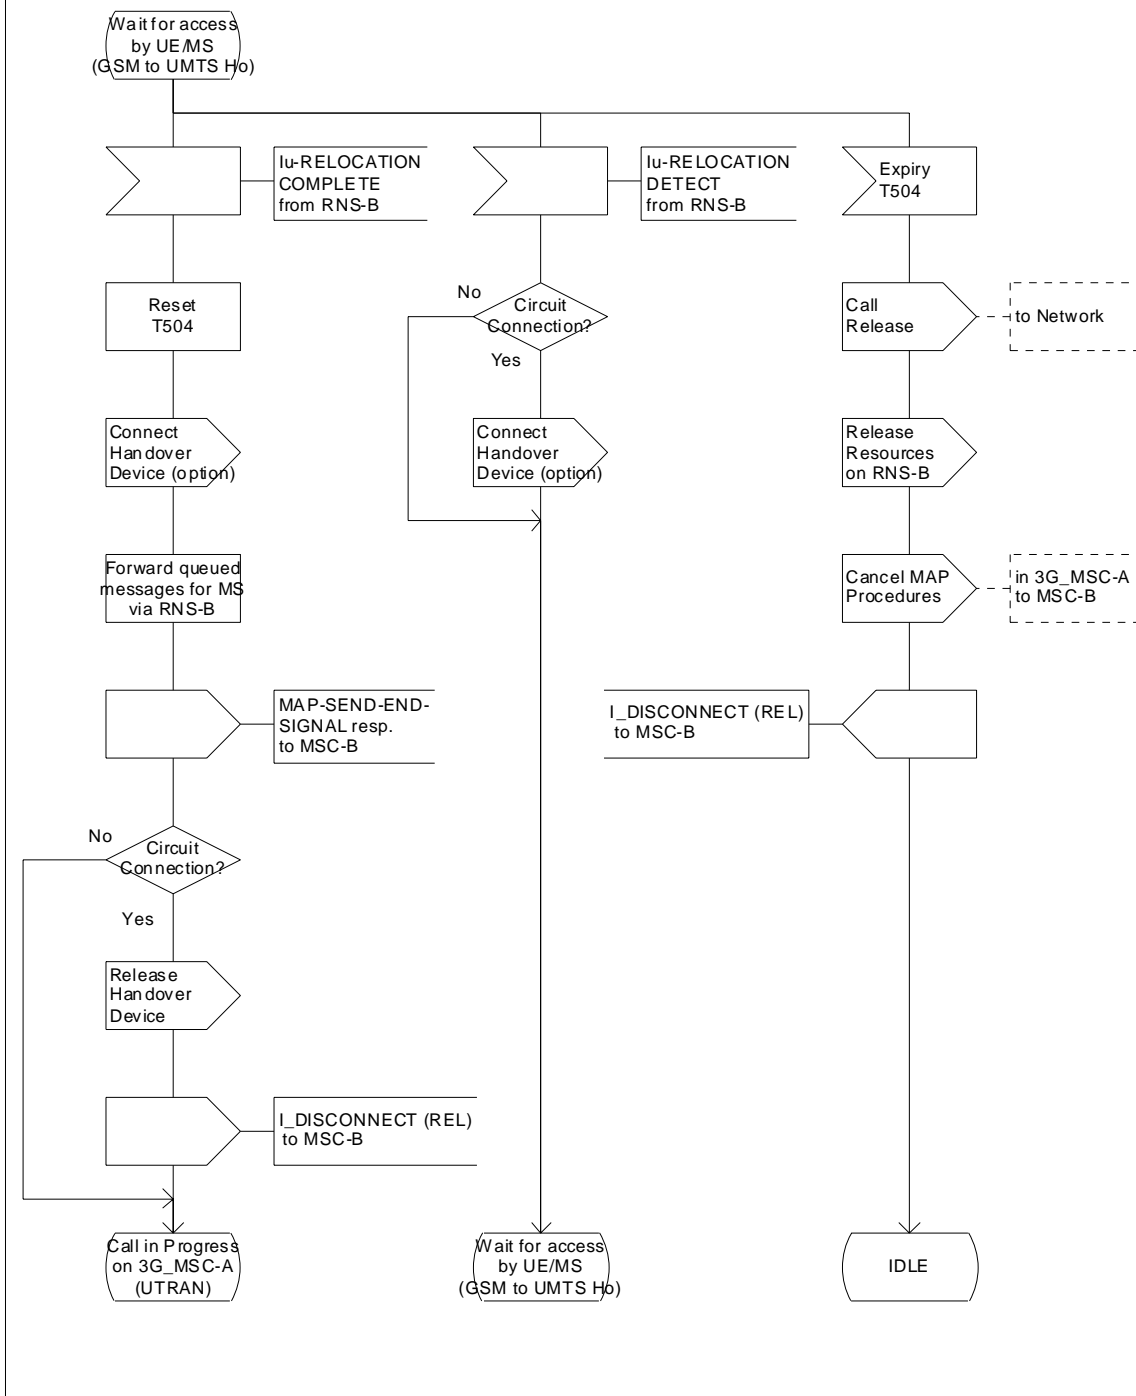 Wait for access
by UE/MS
(GSM to UMTS Ho)
Iu-RELOCATION
COMPLETE
from RNS-B
Iu-RELOCATION
DETECT
from RNS-B
Expiry
T504
Reset
T504
No
Circuit
Connection?
Yes
Call
Release
to Network
Connect
Handover
Device (option)
Connect
Handover
Device (option)
Release
Resources
on RNS-B
Forward queued
messages for MS
via RNS-B
Cancel MAP
Procedures
in 3G_MSC-A
to MSC-B
MAP-SEND-END-
SIGNAL resp.
to MSC-B
I_DISCONNECT (REL)
to MSC-B
No
Circuit
Connection?
Yes
Release
Handover
Device
I_DISCONNECT (REL)
to MSC-B
Call in Progress
on 3G_MSC-A
(UTRAN)
Wait for access
by UE/MS
(GSM to UMTS Ho)
IDLE